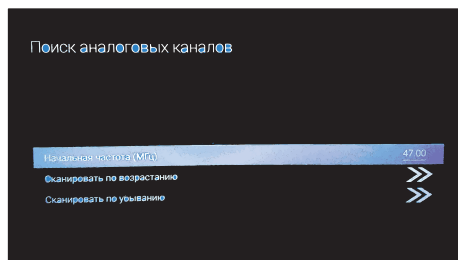 Поиск аналоговых каналов
Начальная частота (МГц) 47.00
Сканировать по возрастанию
Сканировать по убыванию